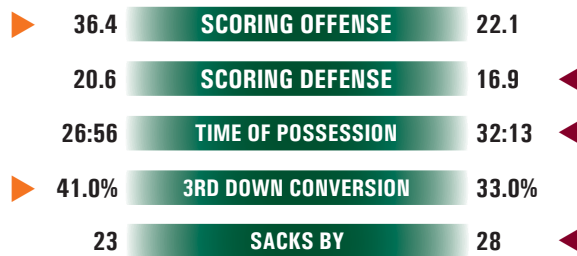 36.4 SCORING OFFENSE 22.1
20.6 SCORING DEFENSE 16.9
26:56 TIME OF POSSESSION 32:13
41.0% 3RD DOWN CONVERSION 33.0%
23 SACKS BY 28